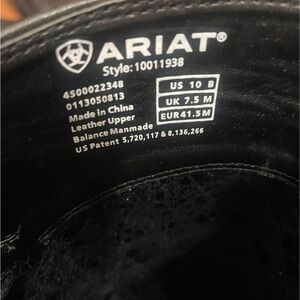 ARIAT®
Style:10011938
4500022348
0113050813
Made in China
Leather Upper
Balance Manmade
US Patent 5,720,117 & 8,136,266
US 10 B
UK 7.5 M
EUR 41.5 M